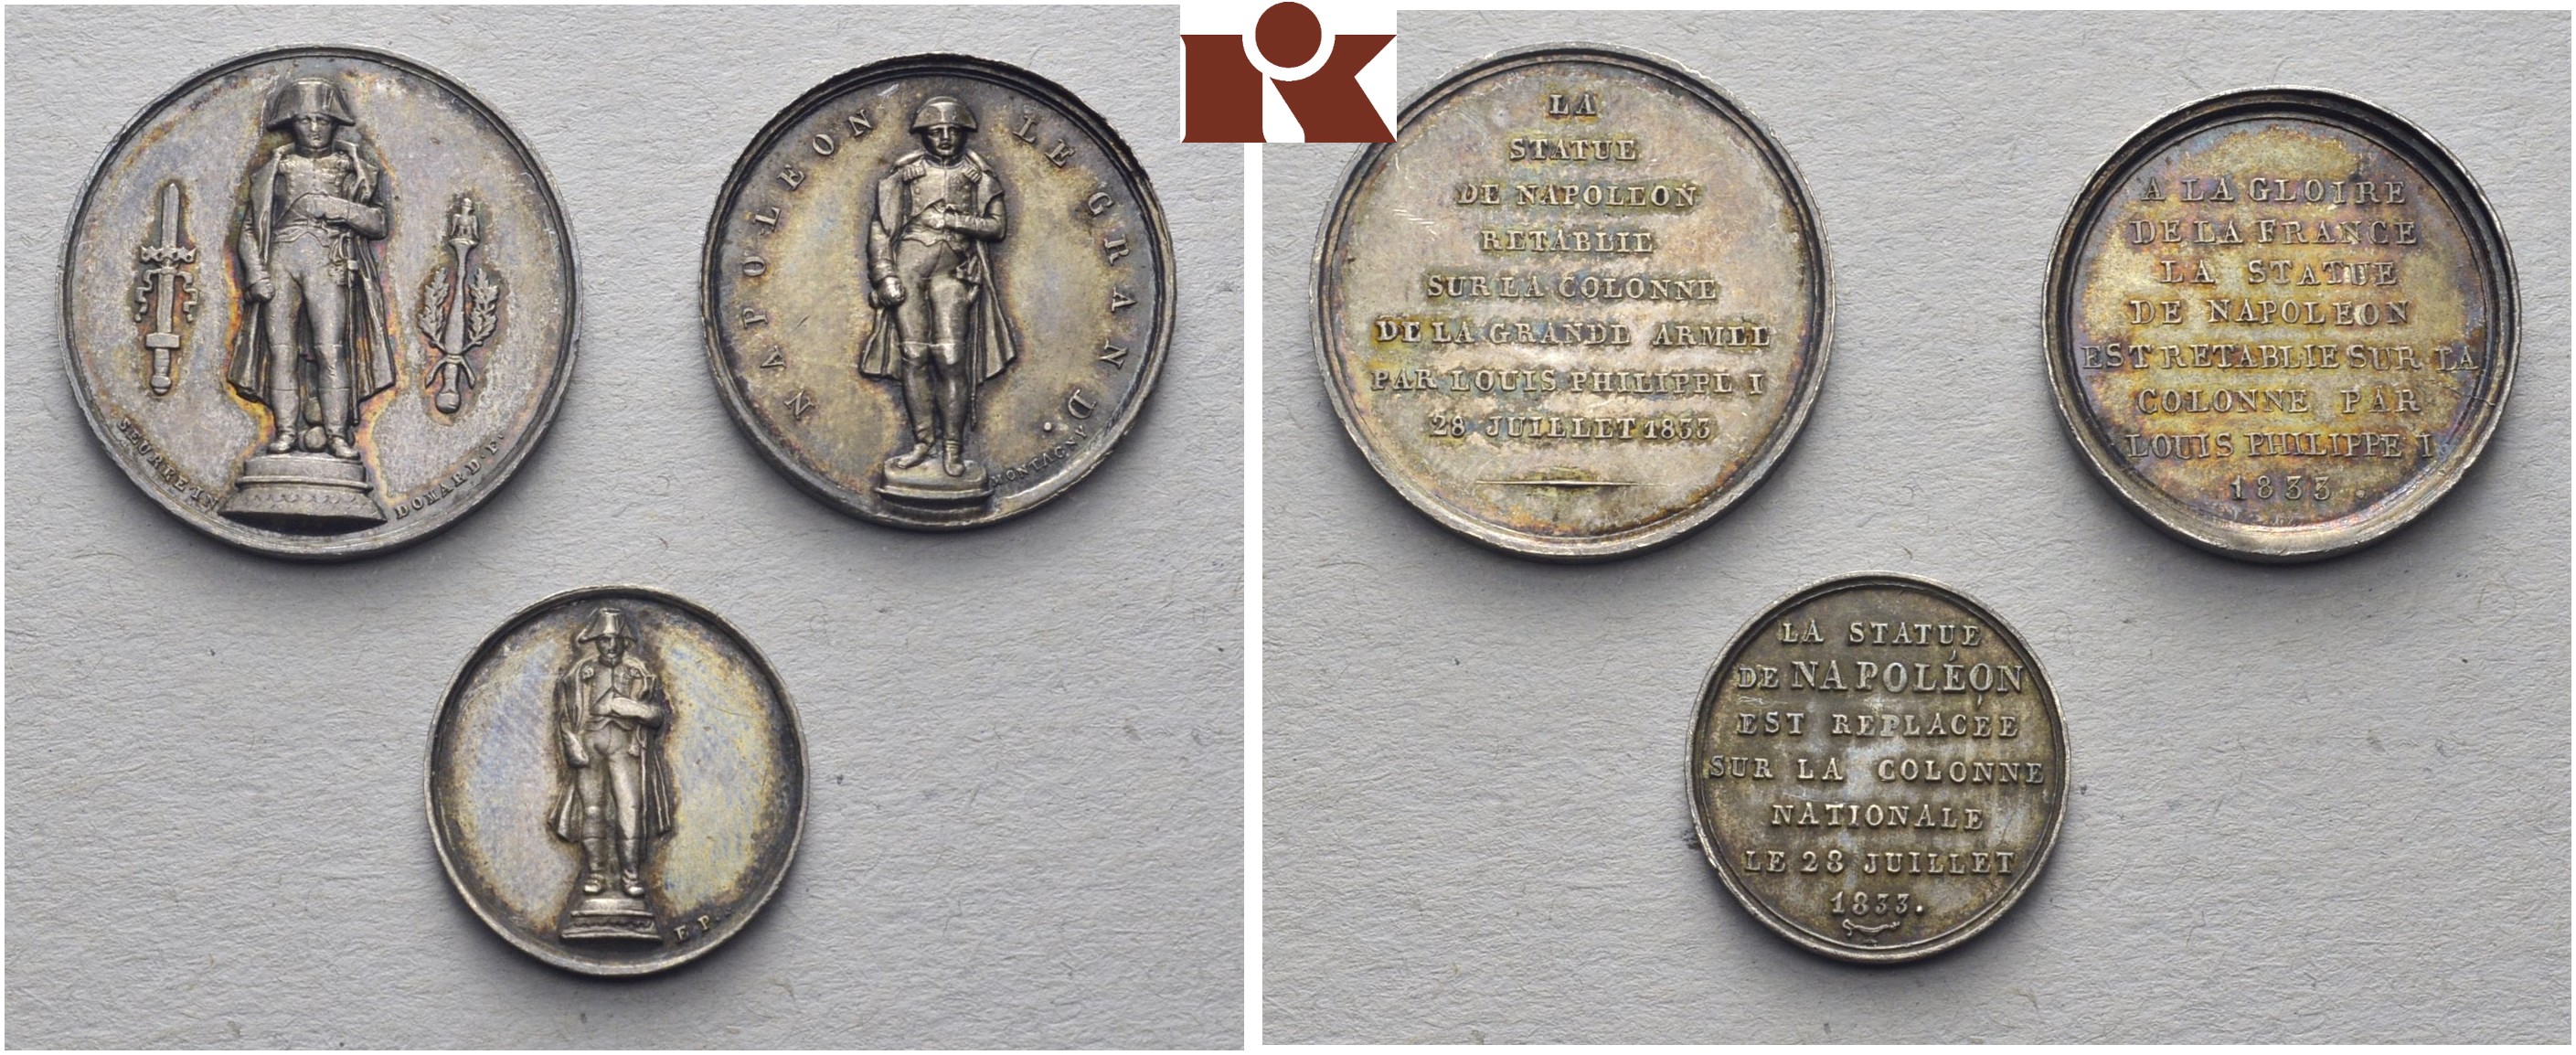 SEURRE IN
DOMARD. F.
NAPOLEON LE GRAND.
MONTAGNY
E P.
LA
STATUE
DE NAPOLEON
RETABLIE
SUR LA COLONNE
DE LA GRANDE ARMEE
PAR LOUIS PHILIPPE I
28 JUILLET 1833
A LA GLOIRE
DE LA FRANCE
LA STATUE
DE NAPOLEON
EST RETABLIE SUR LA
COLONNE PAR
LOUIS PHILIPPE I
1833.
LA STATUE
DE NAPOLÉON
EST REPLACÉE
SUR LA COLONNE
NATIONALE
LE 28 JUILLET
1833.